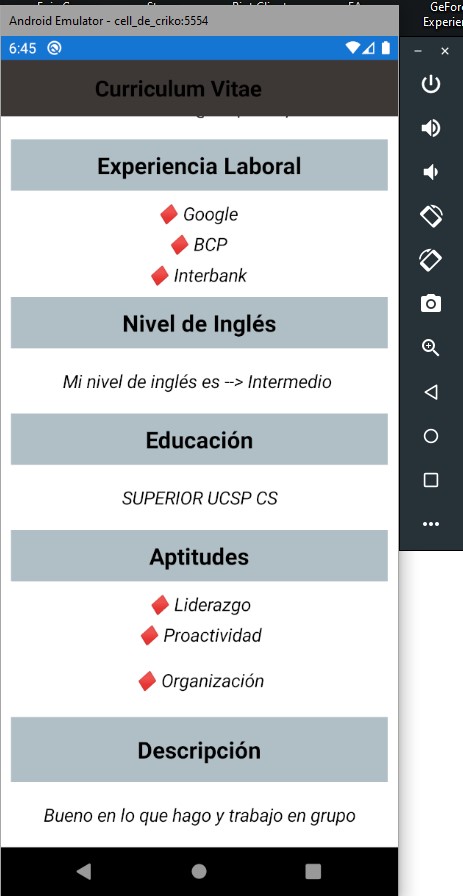 Android Emulator - cell_de_criko:5554
6:45
Curriculum Vitae
Experiencia Laboral
Google
BCP
Interbank
Nivel de Inglés
Mi nivel de inglés es --> Intermedio
Educación
SUPERIOR UCSP CS
Aptitudes
Liderazgo
Proactividad
Organización
Descripción
Bueno en lo que hago y trabajo en grupo